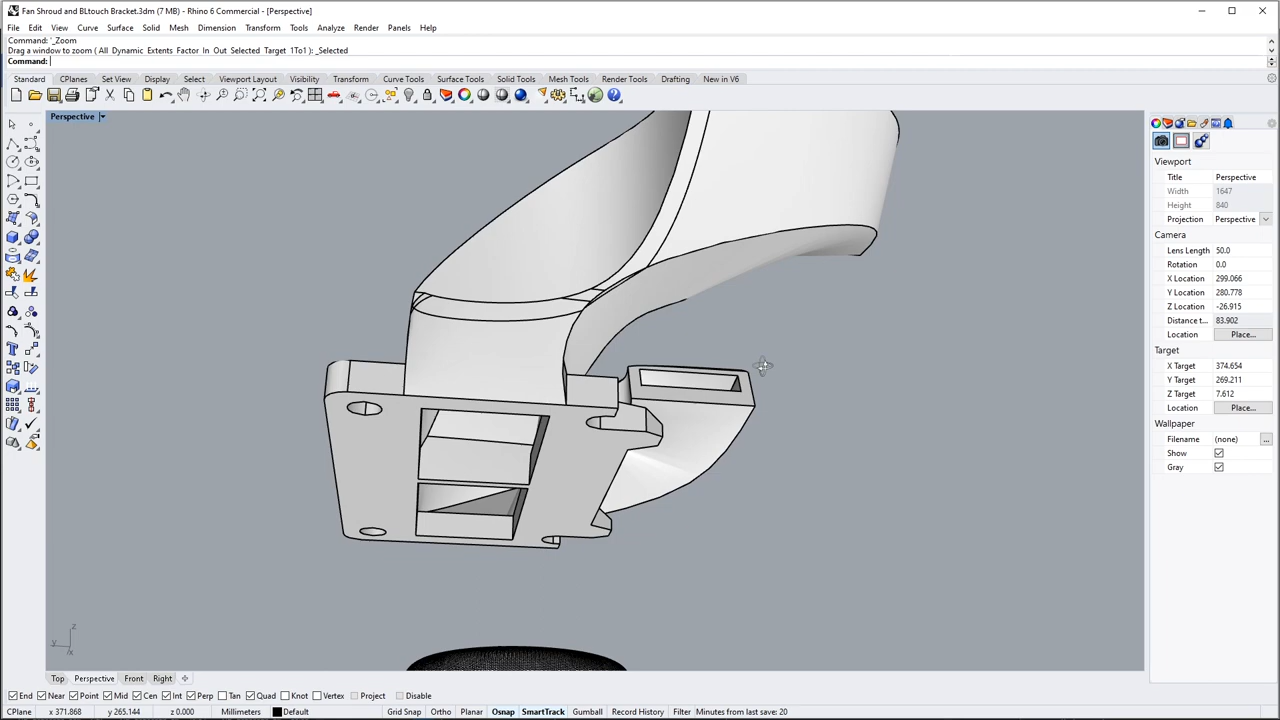 Fan Shroud and BLtouch Bracket.3dm (7 MB) - Rhino 6 Commercial - [Perspective]
File Edit View Curve Surface Solid Mesh Dimension Transform Tools Analyze Render Panels Help
Command: '_Zoom
Drag a window to zoom ( All Dynamic Extents Factor In Out Selected Target 1To1 ): _Selected
Command:
Standard CPlanes Set View Display Select Viewport Layout Visibility Transform Curve Tools Surface Tools Solid Tools Mesh Tools Render Tools Drafting New in V6
Perspective
Viewport
Title Perspective
Width 1647
Height 840
Projection Perspective
Camera
Lens Length 50.0
Rotation 0.0
X Location 299.066
Y Location 280.778
Z Location -26.915
Distance t... 83.902
Location Place...
Target
X Target 374.654
Y Target 269.211
Z Target 7.612
Location Place...
Wallpaper
Filename (none) ...
Show
Gray
z
y
x
Top Perspective Front Right
End Near Point Mid Cen Int Perp Tan Quad Knot Vertex Project Disable
CPlane x 371.868 y 265.144 z 0.000 Millimeters Default Grid Snap Ortho Planar Osnap SmartTrack Gumball Record History Filter Minutes from last save: 20